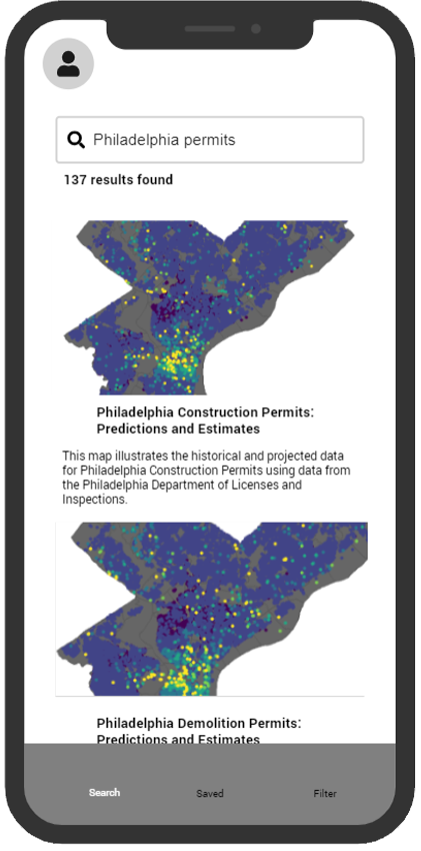 Philadelphia permits
137 results found
Philadelphia Construction Permits:
Predictions and Estimates
This map illustrates the historical and projected data
for Philadelphia Construction Permits using data from
the Philadelphia Department of Licenses and
Inspections.
Philadelphia Demolition Permits:
Predictions and Estimates
Search Saved Filter